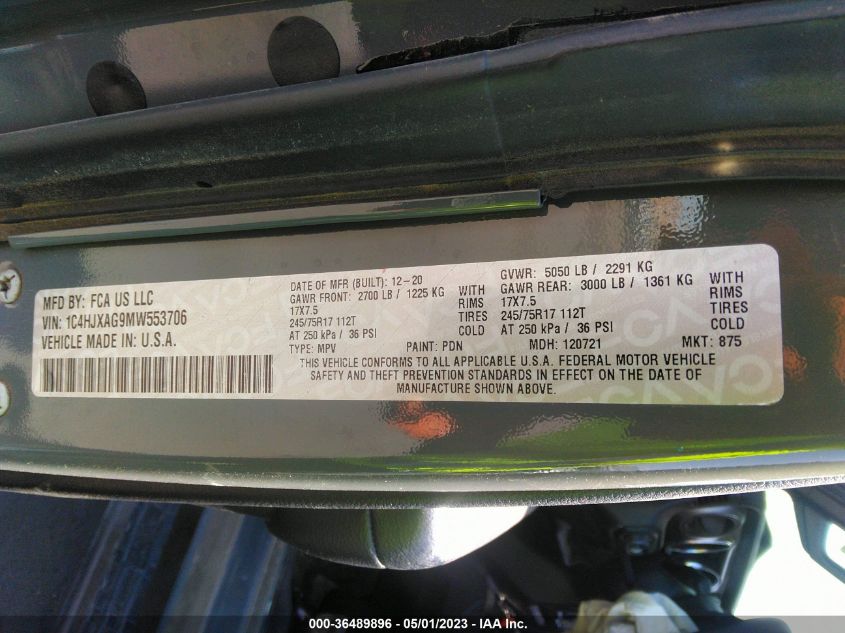 MFD BY: FCA US LLC
VIN: 1C4HJXAG9MW553706
VEHICLE MADE IN: U.S.A.
DATE OF MFR (BUILT): 12-20
GAWR FRONT: 2700 LB / 1225 KG WITH
17X7.5 RIMS
245/75R17 112T TIRES
AT 250 kPa / 36 PSI COLD
GVWR: 5050 LB / 2291 KG
GAWR REAR: 3000 LB / 1361 KG WITH
17X7.5 RIMS
245/75R17 112T TIRES
AT 250 kPa / 36 PSI COLD
TYPE: MPV PAINT: PDN MDH: 120721 MKT: 875
THIS VEHICLE CONFORMS TO ALL APPLICABLE U.S.A. FEDERAL MOTOR VEHICLE
SAFETY AND THEFT PREVENTION STANDARDS IN EFFECT ON THE DATE OF
MANUFACTURE SHOWN ABOVE.
000-36489896 - 05/01/2023 - IAA Inc.